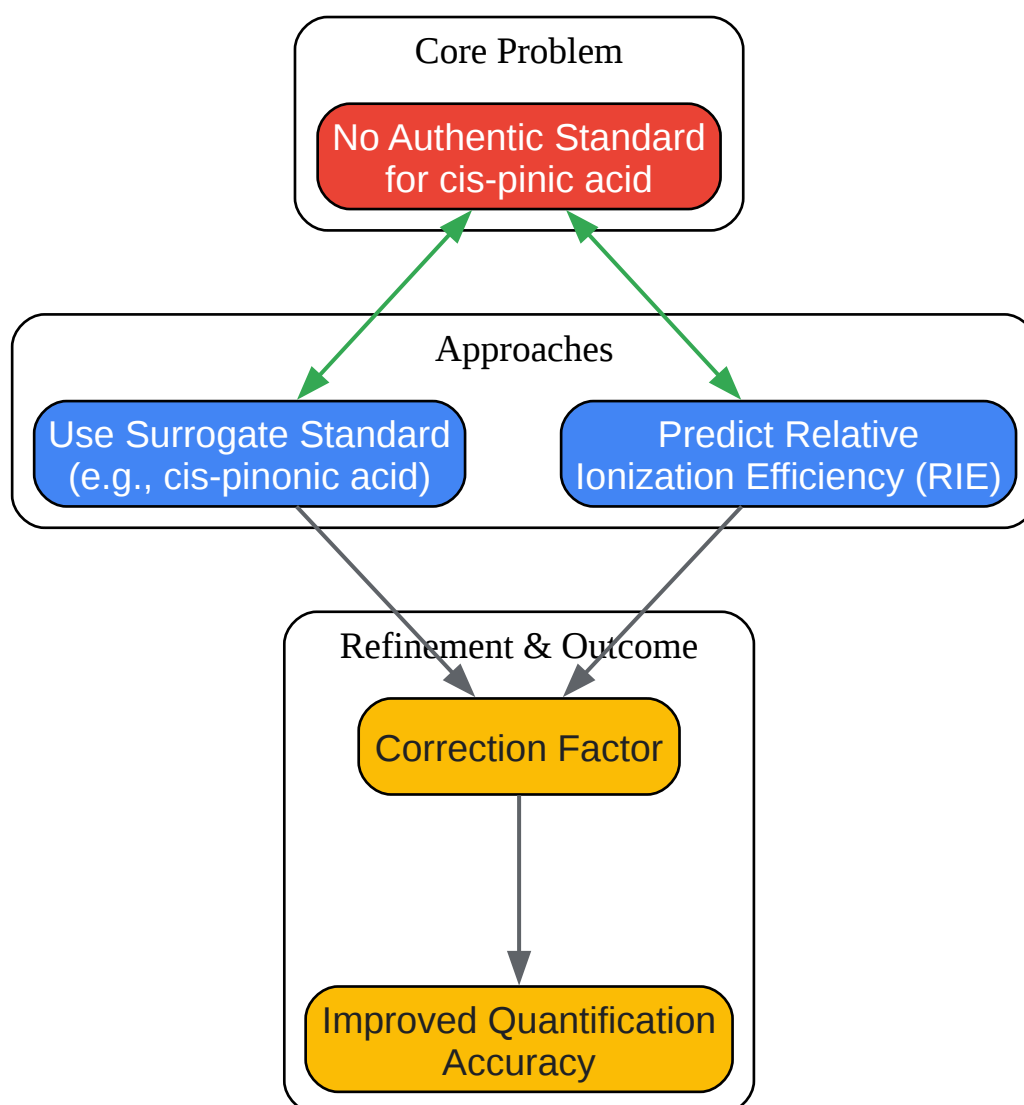 Core Problem
No Authentic Standard
for cis-pinic acid
Approaches
Use Surrogate Standard
(e.g., cis-pinonic acid)
Predict Relative
Ionization Efficiency (RIE)
Refinement & Outcome
Correction Factor
Improved Quantification
Accuracy